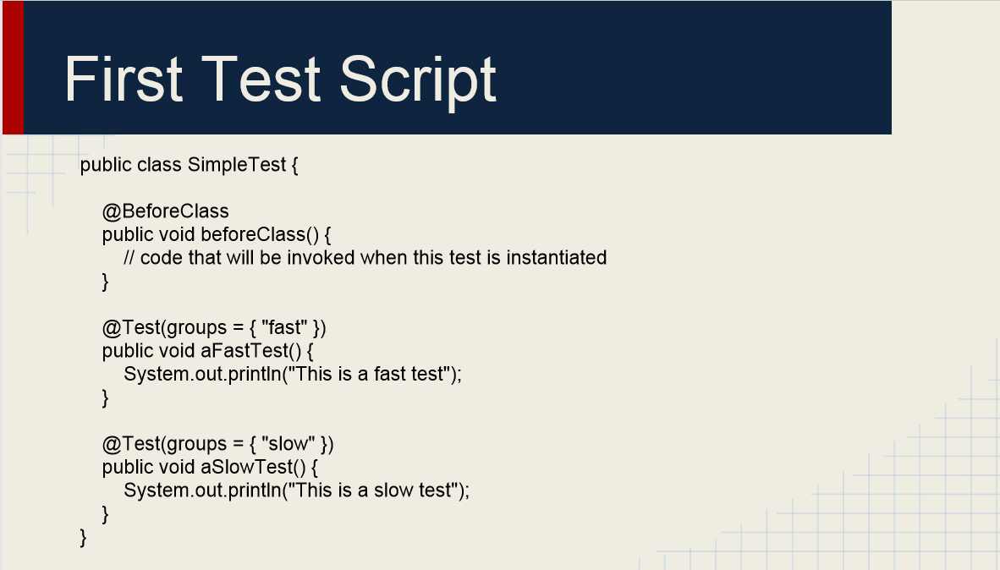 First Test Script
public class SimpleTest {
@BeforeClass
public void beforeClass() {
// code that will be invoked when this test is instantiated
}
@Test(groups = { "fast" })
public void aFastTest() {
System.out.println("This is a fast test");
}
@Test(groups = { "slow" })
public void aSlowTest() {
System.out.println("This is a slow test");
}
}